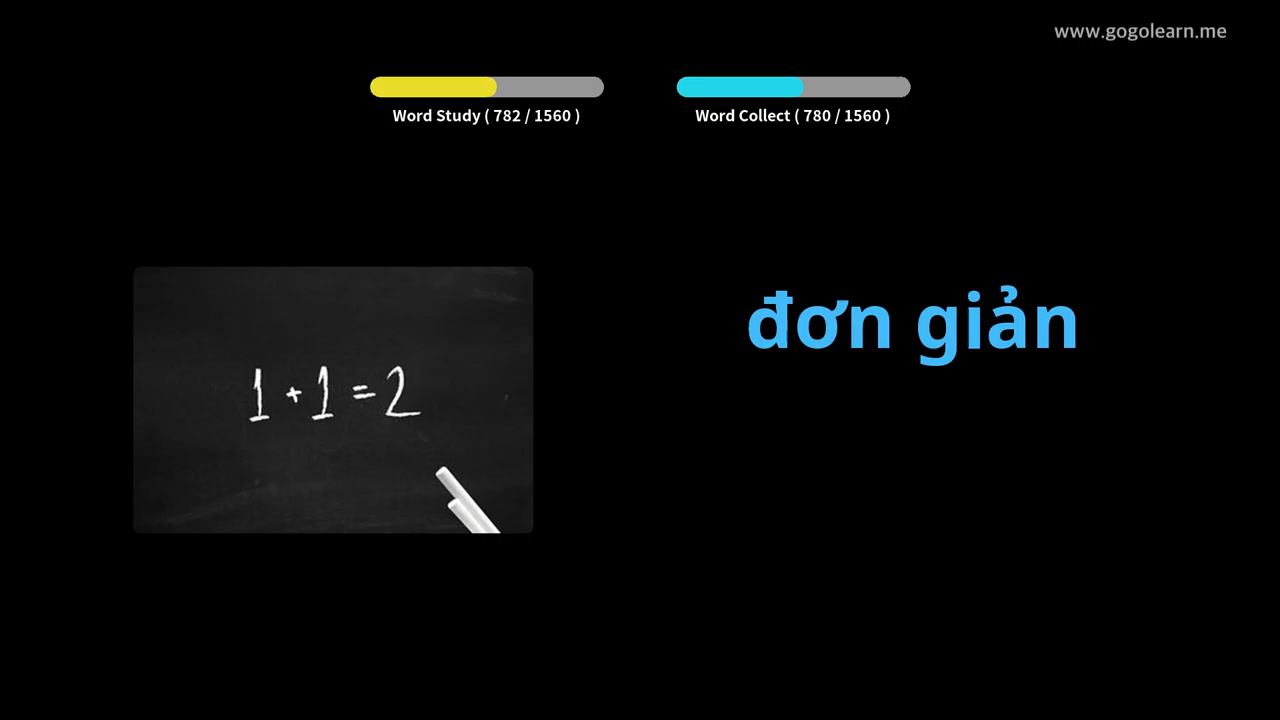 www.gogolearn.me
Word Study ( 782 / 1560 )
Word Collect ( 780 / 1560 )
1 + 1 = 2
đơn giản